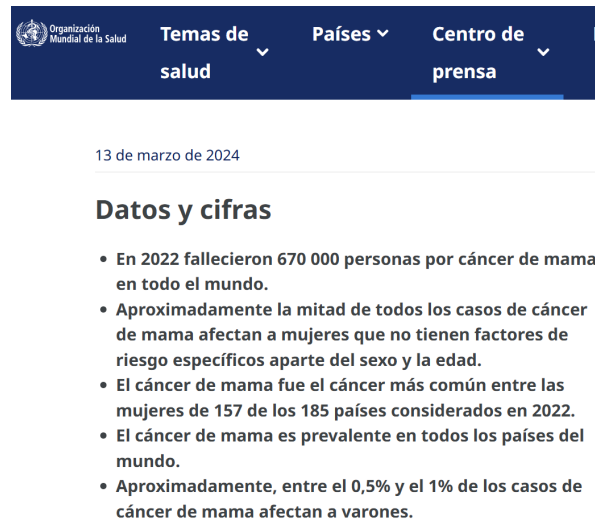 Organización
Mundial de la Salud
Temas de
salud
Países
Centro de
prensa
13 de marzo de 2024
Datos y cifras
• En 2022 fallecieron 670 000 personas por cáncer de mama
en todo el mundo.
• Aproximadamente la mitad de todos los casos de cáncer
de mama afectan a mujeres que no tienen factores de
riesgo específicos aparte del sexo y la edad.
• El cáncer de mama fue el cáncer más común entre las
mujeres de 157 de los 185 países considerados en 2022.
• El cáncer de mama es prevalente en todos los países del
mundo.
• Aproximadamente, entre el 0,5% y el 1% de los casos de
cáncer de mama afectan a varones.